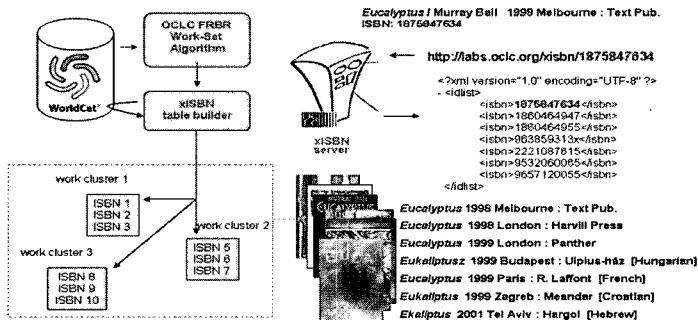 OCLC FRBR
Work-Set
Algorithm
WorldCat
xISBN
table builder
work cluster 1
ISBN 1
ISBN 2
ISBN 3
work cluster 2
ISBN 5
ISBN 6
ISBN 7
work cluster 3
ISBN 8
ISBN 9
ISBN 10
Eucalyptus / Murray Bail 1998 Melbourne : Text Pub.
ISBN: 1875847634
http://labs.oclc.org/xisbn/1875847634
xISBN
server
<?xml version="1.0" encoding="UTF-8" ?>
- <idlist>
<isbn>1875847634</isbn>
<isbn>1860464947</isbn>
<isbn>1860464955</isbn>
<isbn>963859313x</isbn>
<isbn>2221087615</isbn>
<isbn>9532060065</isbn>
<isbn>9657120055</isbn>
</idlist>
Eucalyptus 1998 Melbourne : Text Pub.
Eucalyptus 1998 London : Harvill Press
Eucalyptus 1999 London : Panther
Eukaliptusz 1999 Budapest : Ulpius-ház [Hungarian]
Eucalyptus 1999 Paris : R. Laffont [French]
Eukaliptus 1999 Zagreb : Meandar [Croatian]
Ekaliptus 2001 Tel Aviv : Hargol [Hebrew]